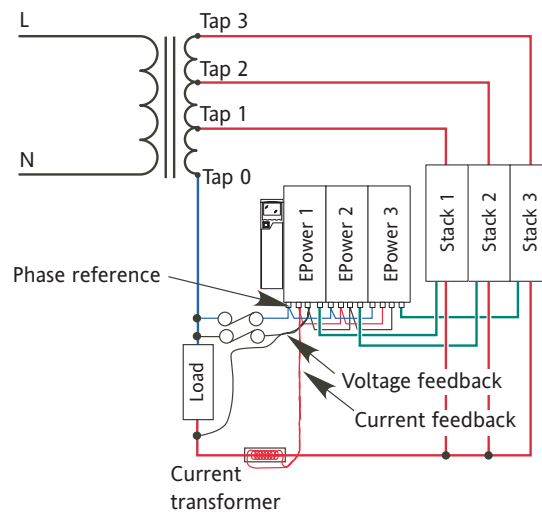 L
Tap 3
Tap 2
Tap 1
N
Tap 0
EPower 1
EPower 2
EPower 3
Stack 1
Stack 2
Stack 3
Phase reference
Load
Voltage feedback
Current feedback
Current
transformer